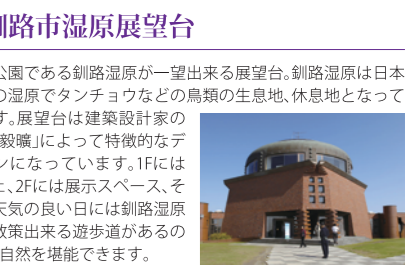 釧路市湿原展望台
公園である釧路湿原が一望出来る展望台。釧路湿原は日本
の湿原でタンチョウなどの鳥類の生息地、休息地となって
す。展望台は建築設計家の
毅曠」によって特徴的なデ
ンになっています。1Fには
、2Fには展示スペース、そ
天気の良い日には釧路湿原
散策出来る遊歩道があるの
自然を堪能できます。